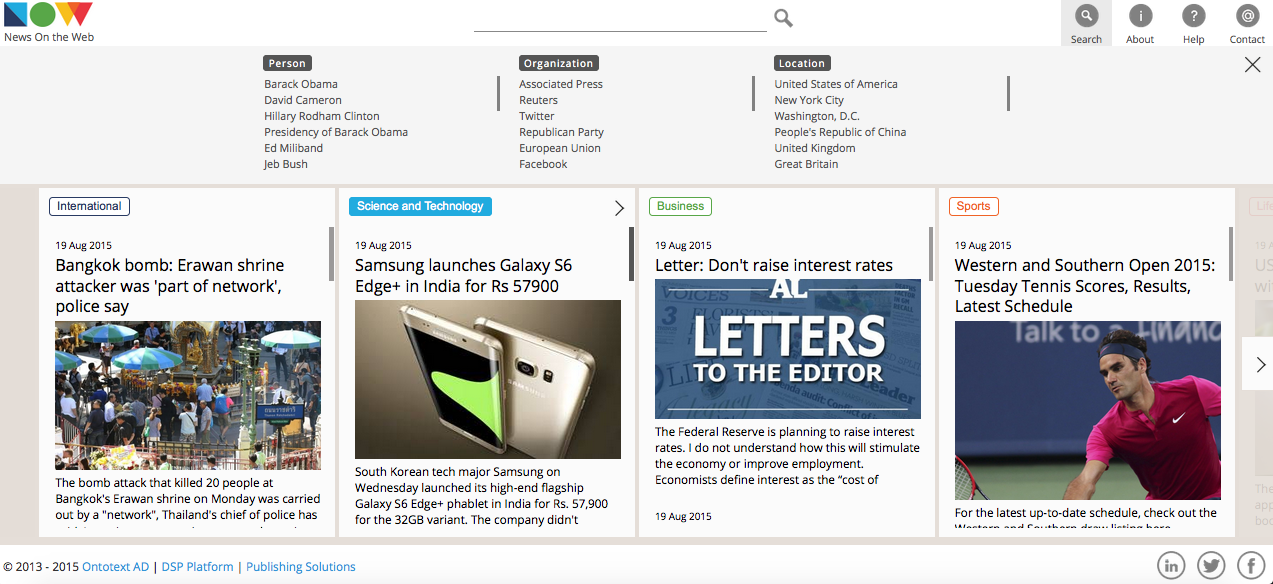 NOW
News On the Web
Search
About
Help
Contact
Person
Barack Obama
David Cameron
Hillary Rodham Clinton
Presidency of Barack Obama
Ed Miliband
Jeb Bush
Organization
Associated Press
Reuters
Twitter
Republican Party
European Union
Facebook
Location
United States of America
New York City
Washington, D.C.
People's Republic of China
United Kingdom
Great Britain
International
19 Aug 2015
Bangkok bomb: Erawan shrine
attacker was 'part of network',
police say
The bomb attack that killed 20 people at
Bangkok's Erawan shrine on Monday was carried
out by a "network", Thailand's chief of police has
Science and Technology
19 Aug 2015
Samsung launches Galaxy S6
Edge+ in India for Rs 57900
SAMSUNG
South Korean tech major Samsung on
Wednesday launched its high-end flagship
Galaxy S6 Edge+ phablet in India for Rs. 57,900
for the 32GB variant. The company didn't
Business
19 Aug 2015
Letter: Don't raise interest rates
VOICES
AL
LETTERS
TO THE EDITOR
The Federal Reserve is planning to raise interest
rates. I do not understand how this will stimulate
the economy or improve employment.
Economists define interest as the “cost of
19 Aug 2015
Sports
19 Aug 2015
Western and Southern Open 2015:
Tuesday Tennis Scores, Results,
Latest Schedule
Talk to a
For the latest up-to-date schedule, check out the
Western and Southern draw listing here
© 2013 - 2015 Ontotext AD | DSP Platform | Publishing Solutions